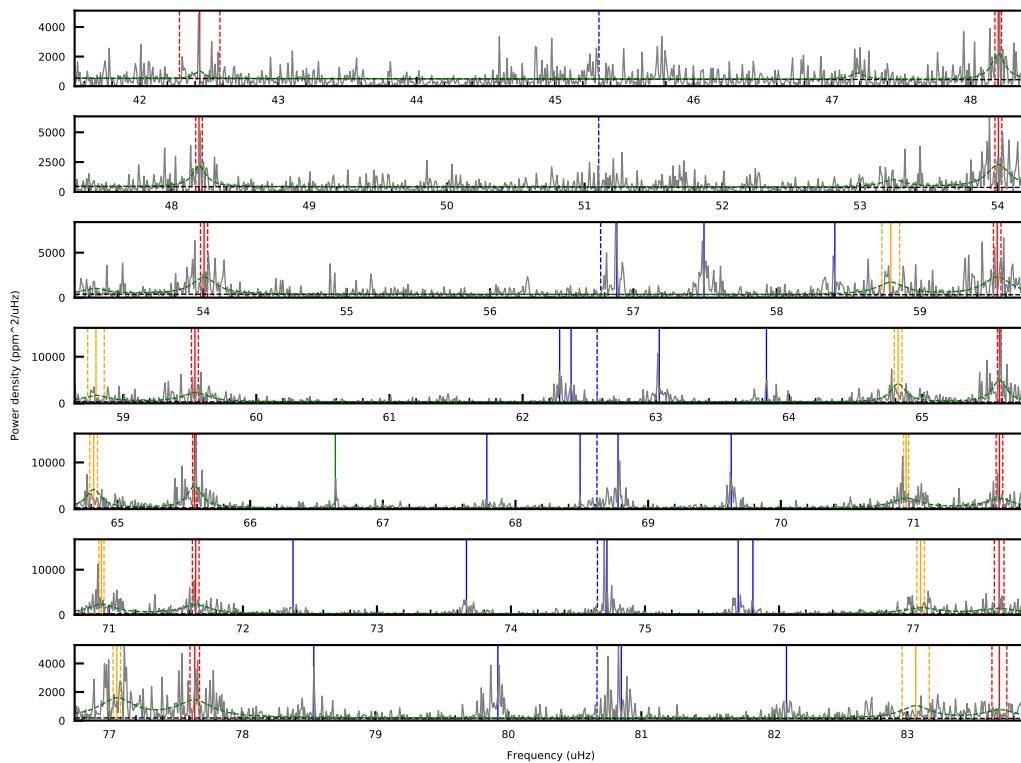 4000
2000
0
42 43 44 45 46 47 48
5000
2500
0
48 49 50 51 52 53 54
5000
0
54 55 56 57 58 59
Power density (ppm^2/uHz)
10000
0
59 60 61 62 63 64 65
10000
0
65 66 67 68 69 70 71
10000
0
71 72 73 74 75 76 77
4000
2000
0
77 78 79 80 81 82 83
Frequency (uHz)